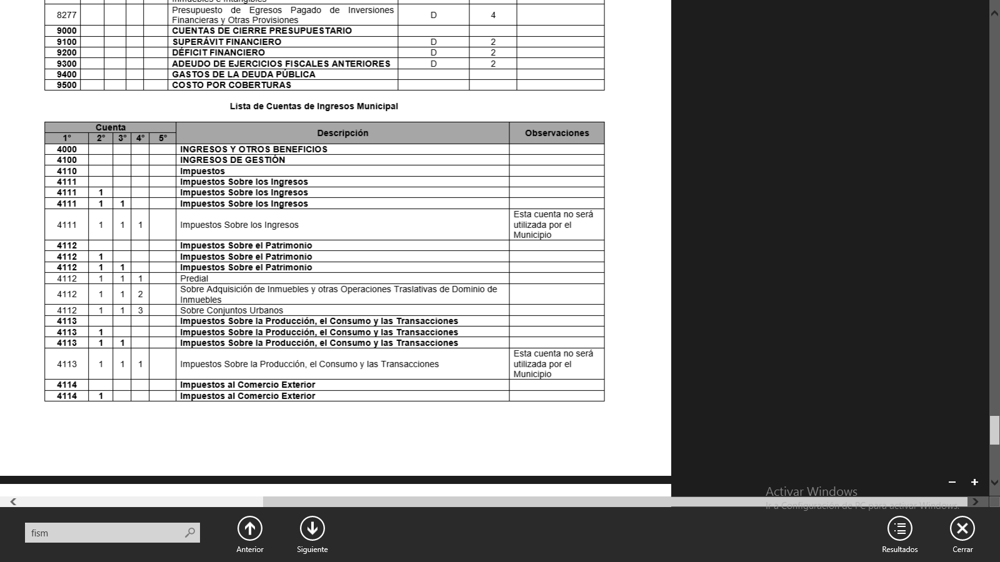 Inmuebles e Intangibles
8277 Presupuesto de Egresos Pagado de Inversiones Financieras y Otras Provisiones D 4
9000 CUENTAS DE CIERRE PRESUPUESTARIO
9100 SUPERÁVIT FINANCIERO D 2
9200 DÉFICIT FINANCIERO D 2
9300 ADEUDO DE EJERCICIOS FISCALES ANTERIORES D 2
9400 GASTOS DE LA DEUDA PÚBLICA
9500 COSTO POR COBERTURAS
Lista de Cuentas de Ingresos Municipal
Cuenta Descripción Observaciones
1° 2° 3° 4° 5°
4000 INGRESOS Y OTROS BENEFICIOS
4100 INGRESOS DE GESTIÓN
4110 Impuestos
4111 Impuestos Sobre los Ingresos
4111 1 Impuestos Sobre los Ingresos
4111 1 1 Impuestos Sobre los Ingresos
4111 1 1 1 Impuestos Sobre los Ingresos Esta cuenta no será utilizada por el Municipio
4112 Impuestos Sobre el Patrimonio
4112 1 Impuestos Sobre el Patrimonio
4112 1 1 Impuestos Sobre el Patrimonio
4112 1 1 1 Predial
4112 1 1 2 Sobre Adquisición de Inmuebles y otras Operaciones Traslativas de Dominio de Inmuebles
4112 1 1 3 Sobre Conjuntos Urbanos
4113 Impuestos Sobre la Producción, el Consumo y las Transacciones
4113 1 Impuestos Sobre la Producción, el Consumo y las Transacciones
4113 1 1 Impuestos Sobre la Producción, el Consumo y las Transacciones
4113 1 1 1 Impuestos Sobre la Producción, el Consumo y las Transacciones Esta cuenta no será utilizada por el Municipio
4114 Impuestos al Comercio Exterior
4114 1 Impuestos al Comercio Exterior
Activar Windows
Ir a Configuración de PC para activar Windows.
fism
Anterior
Siguiente
Resultados
Cerrar